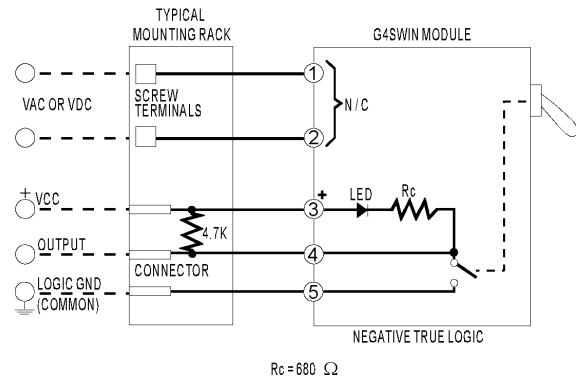 TYPICAL
MOUNTING RACK
G4SWIN MODULE
1
VAC OR VDC
SCREW
TERMINALS
N / C
2
+
VCC
+
LED
Rc
3
4.7K
OUTPUT
4
CONNECTOR
LOGIC GND
(COMMON)
5
NEGATIVE TRUE LOGIC
Rc = 680 Ω